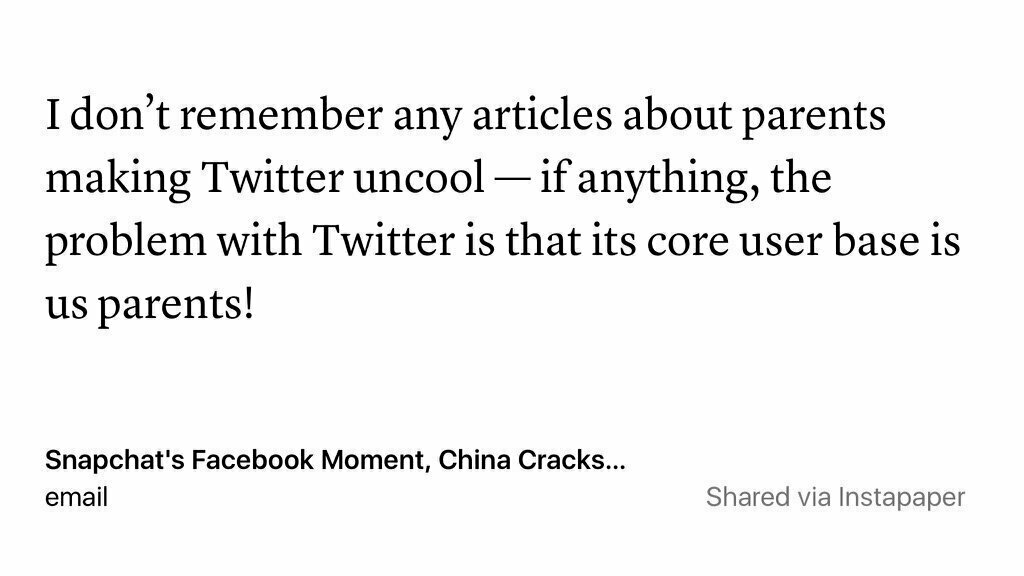 I don’t remember any articles about parents
making Twitter uncool — if anything, the
problem with Twitter is that its core user base is
us parents!
Snapchat's Facebook Moment, China Cracks...
email
Shared via Instapaper